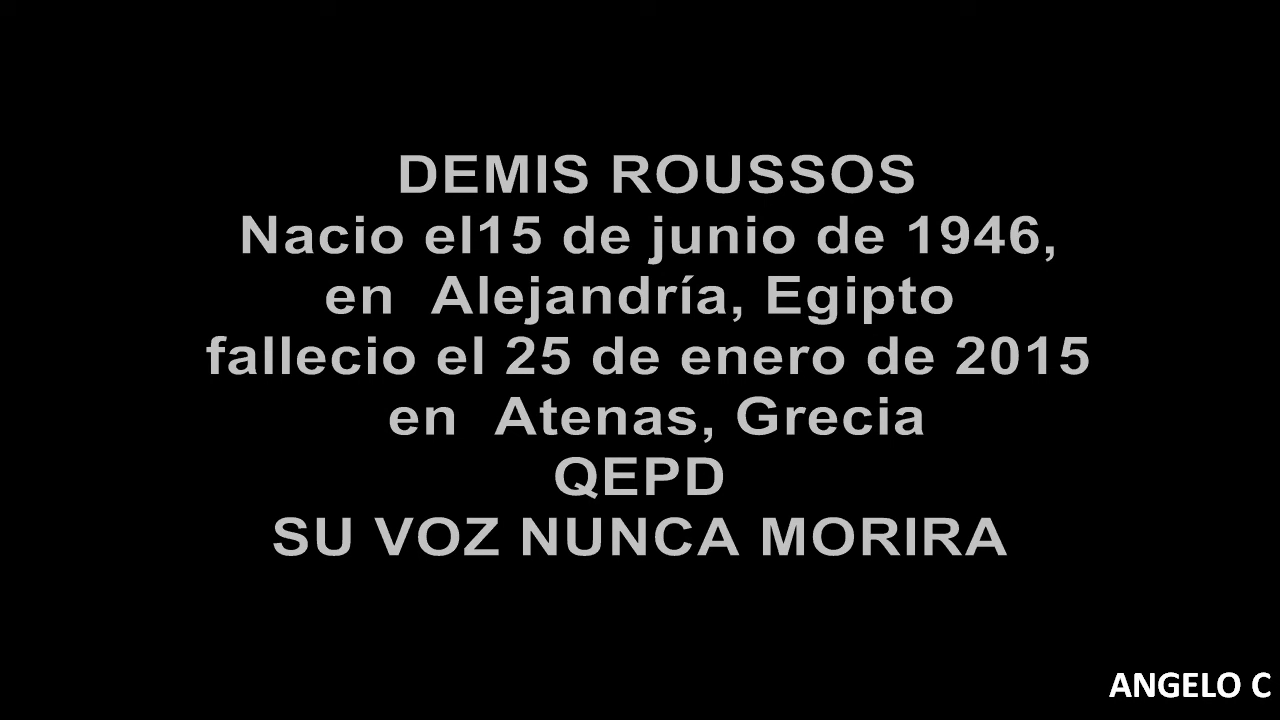 DEMIS ROUSSOS
Nacio el15 de junio de 1946,
en  Alejandría, Egipto
fallecio el 25 de enero de 2015
en  Atenas, Grecia
QEPD
SU VOZ NUNCA MORIRA
ANGELO C